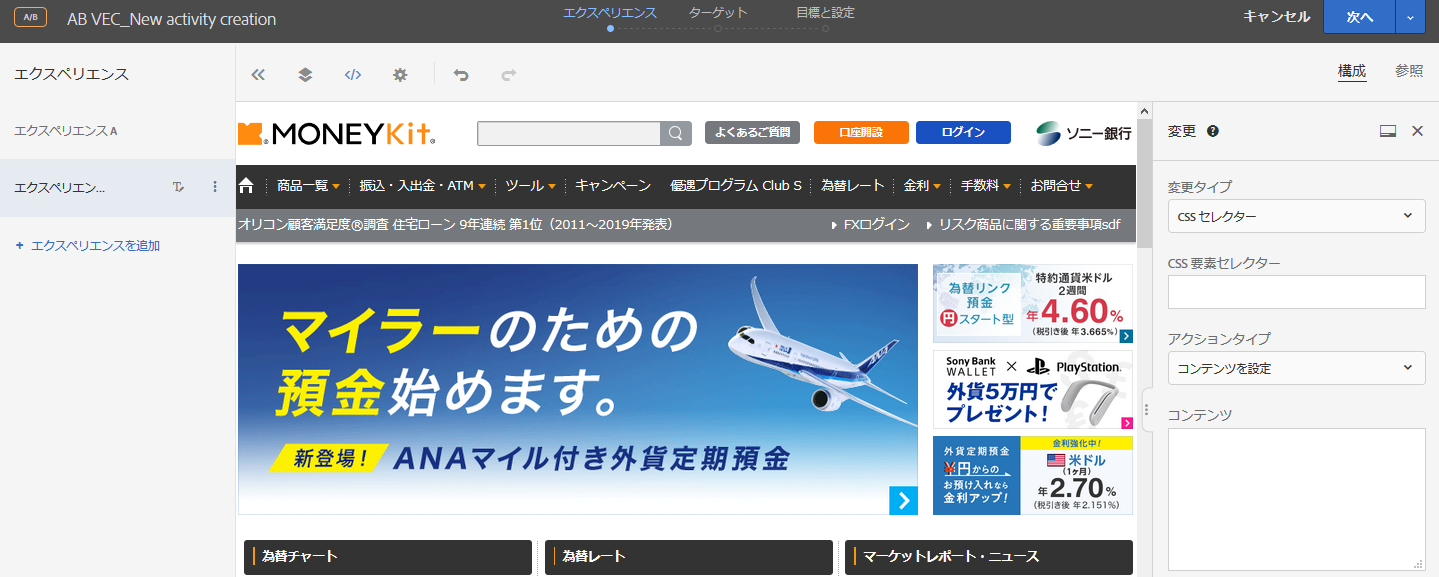 A/B AB VEC_New activity creation
エクスペリエンス ターゲット 目標と設定
キャンセル 次へ
エクスペリエンス
構成 参照
エクスペリエンス A
エクスペリエン...
+ エクスペリエンスを追加
MONEYKit.
よくあるご質問 口座開設 ログイン ソニー銀行
商品一覧 振込・入出金・ATM ツール キャンペーン 優遇プログラム Club S 為替レート 金利 手数料 お問合せ
オリコン顧客満足度®調査 住宅ローン 9年連続 第1位（2011～2019年発表） FXログイン リスク商品に関する重要事項sdf
マイラーのための
預金始めます。
新登場！ ANAマイル付き外貨定期預金
為替リンク
預金
円スタート型
特約通貨米ドル
2週間
年4.60%
(税引き後 年3.665%)
Sony Bank
WALLET × PlayStation.
外貨5万円で
プレゼント！
外貨定期預金
¥円からの
お預け入れなら
金利アップ！
金利強化中！
米ドル
(1ヶ月)
年2.70%
(税引き後 年2.151%)
為替チャート 為替レート マーケットレポート・ニュース
変更
変更タイプ
CSS セレクター
CSS 要素セレクター
アクションタイプ
コンテンツを設定
コンテンツ